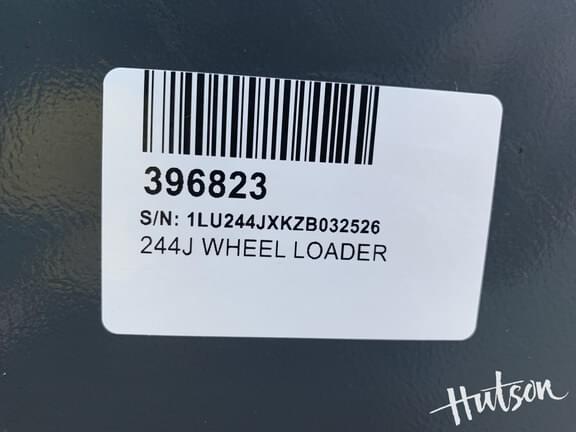 396823
S/N: 1LU244JXKZB032526
244J WHEEL LOADER
Hutson